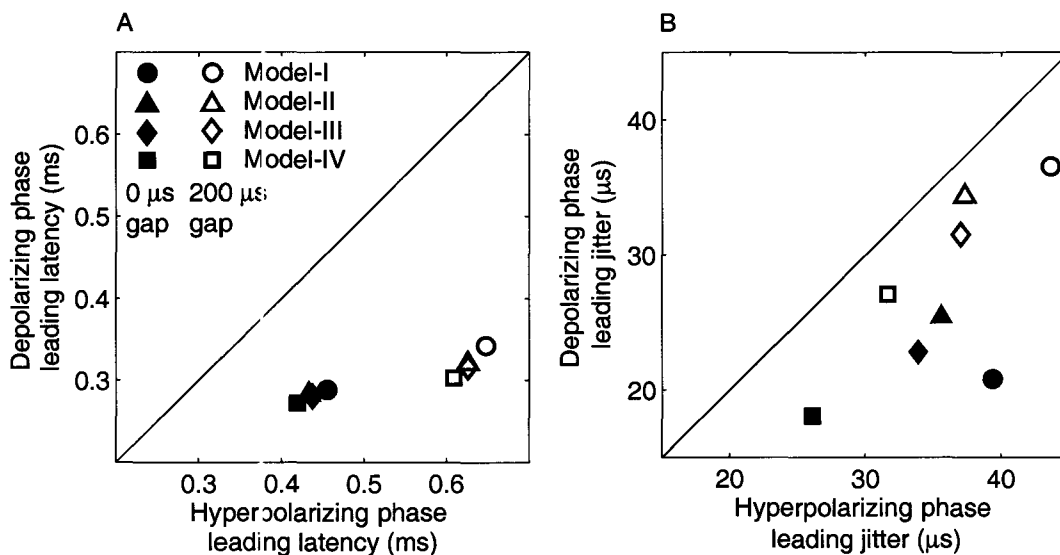 A
Depolarizing phase
leading latency (ms)
0.6
0.5
0.4
0.3
Model-I
Model-II
Model-III
Model-IV
0 μs 200 μs
gap gap
0.3 0.4 0.5 0.6
Hyperpolarizing phase
leading latency (ms)
B
Depolarizing phase
leading jitter (μs)
40
30
20
20 30 40
Hyperpolarizing phase
leading jitter (μs)